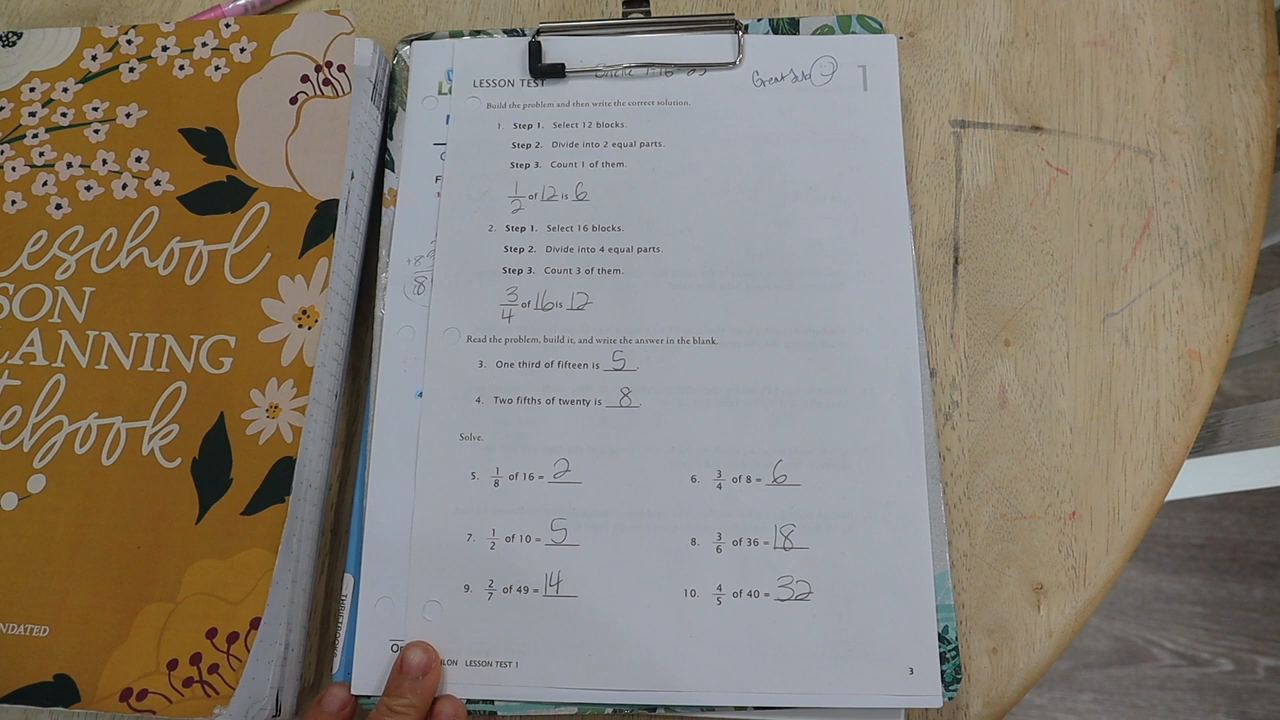 eschool
SON
LANNING
tebook
NDATED
LESSON TEST
Great Job
1
Build the problem and then write the correct solution.
1. Step 1. Select 12 blocks.
Step 2. Divide into 2 equal parts.
Step 3. Count 1 of them.
1/2 of 12 is 6
2. Step 1. Select 16 blocks.
Step 2. Divide into 4 equal parts.
Step 3. Count 3 of them.
3/4 of 16 is 12
Read the problem, build it, and write the answer in the blank.
3. One third of fifteen is 5.
4. Two fifths of twenty is 8.
Solve.
5. 1/8 of 16 = 2
6. 3/4 of 8 = 6
7. 1/2 of 10 = 5
8. 3/6 of 36 = 18
9. 2/7 of 49 = 14
10. 4/5 of 40 = 32
ILON LESSON TEST 1
3